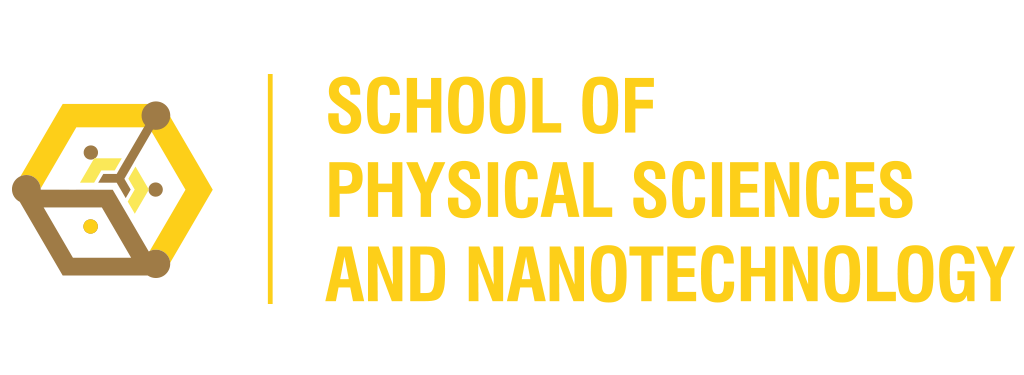 SCHOOL OF
PHYSICAL SCIENCES
AND NANOTECHNOLOGY